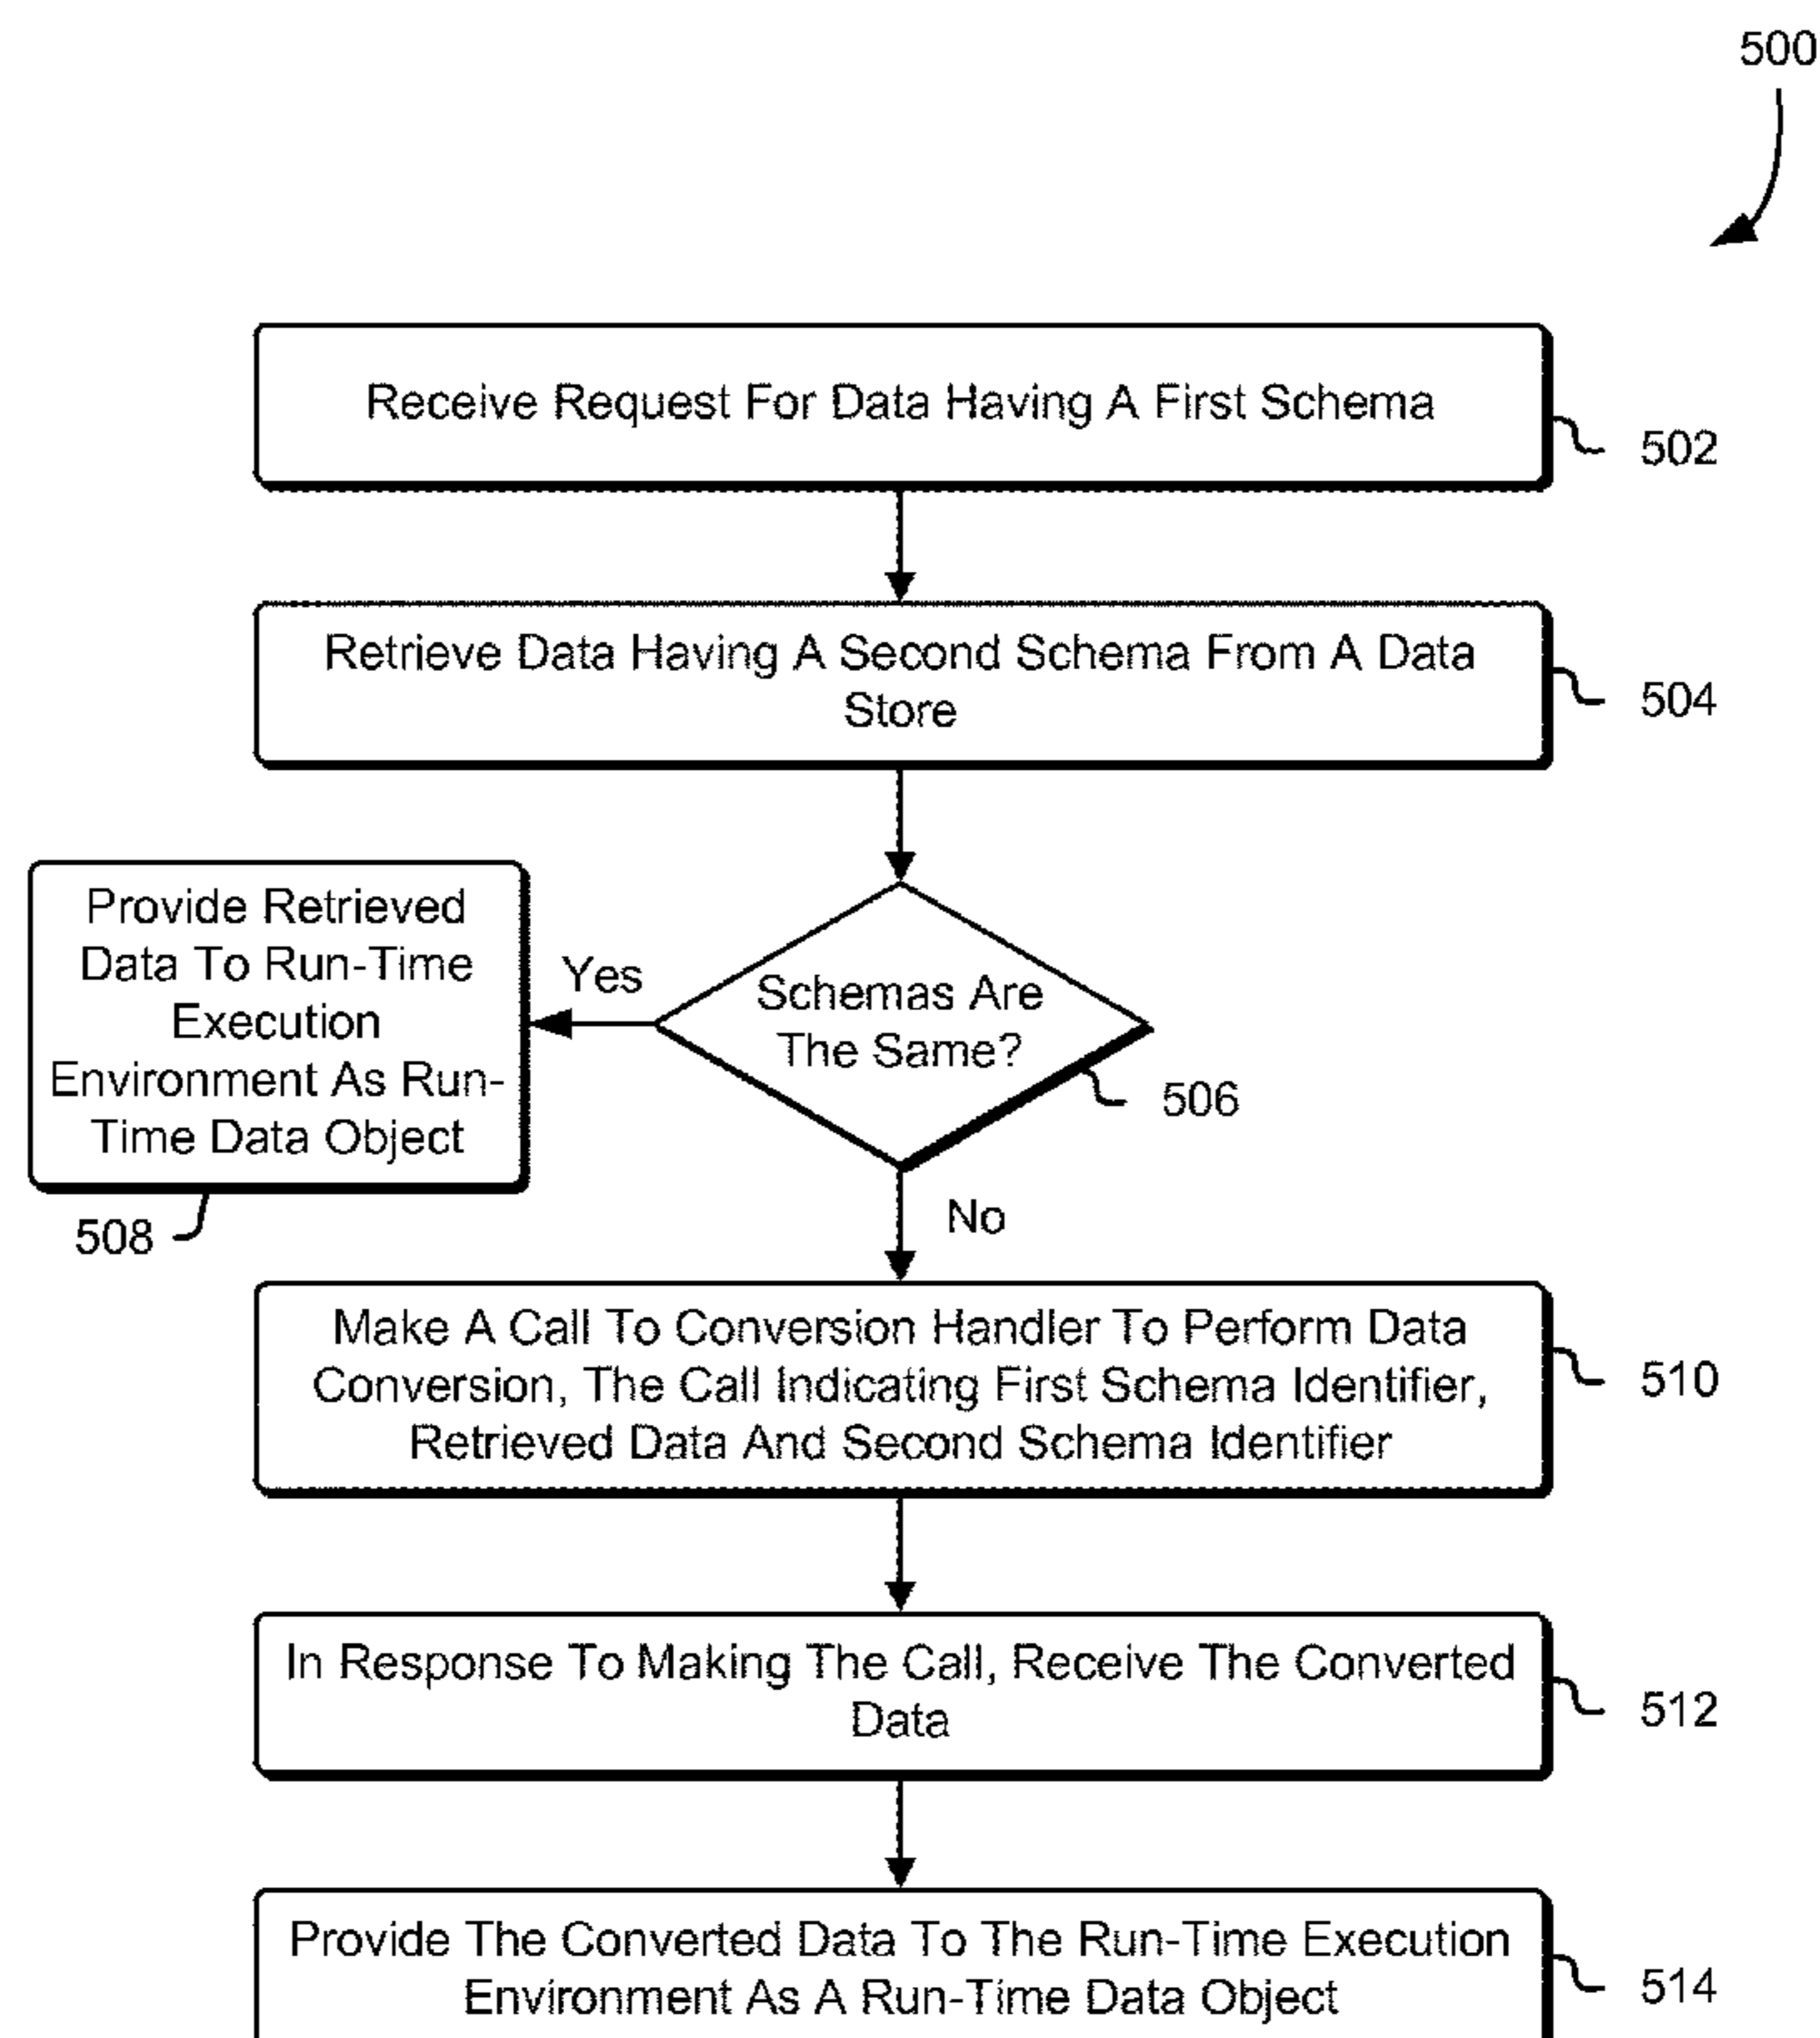 500
Receive Request For Data Having A First Schema
502
Retrieve Data Having A Second Schema From A Data
Store
504
Provide Retrieved
Data To Run-Time
Execution
Environment As Run-
Time Data Object
508
Yes
Schemas Are
The Same?
506
No
Make A Call To Conversion Handler To Perform Data
Conversion, The Call Indicating First Schema Identifier,
Retrieved Data And Second Schema Identifier
510
In Response To Making The Call, Receive The Converted
Data
512
Provide The Converted Data To The Run-Time Execution
Environment As A Run-Time Data Object
514